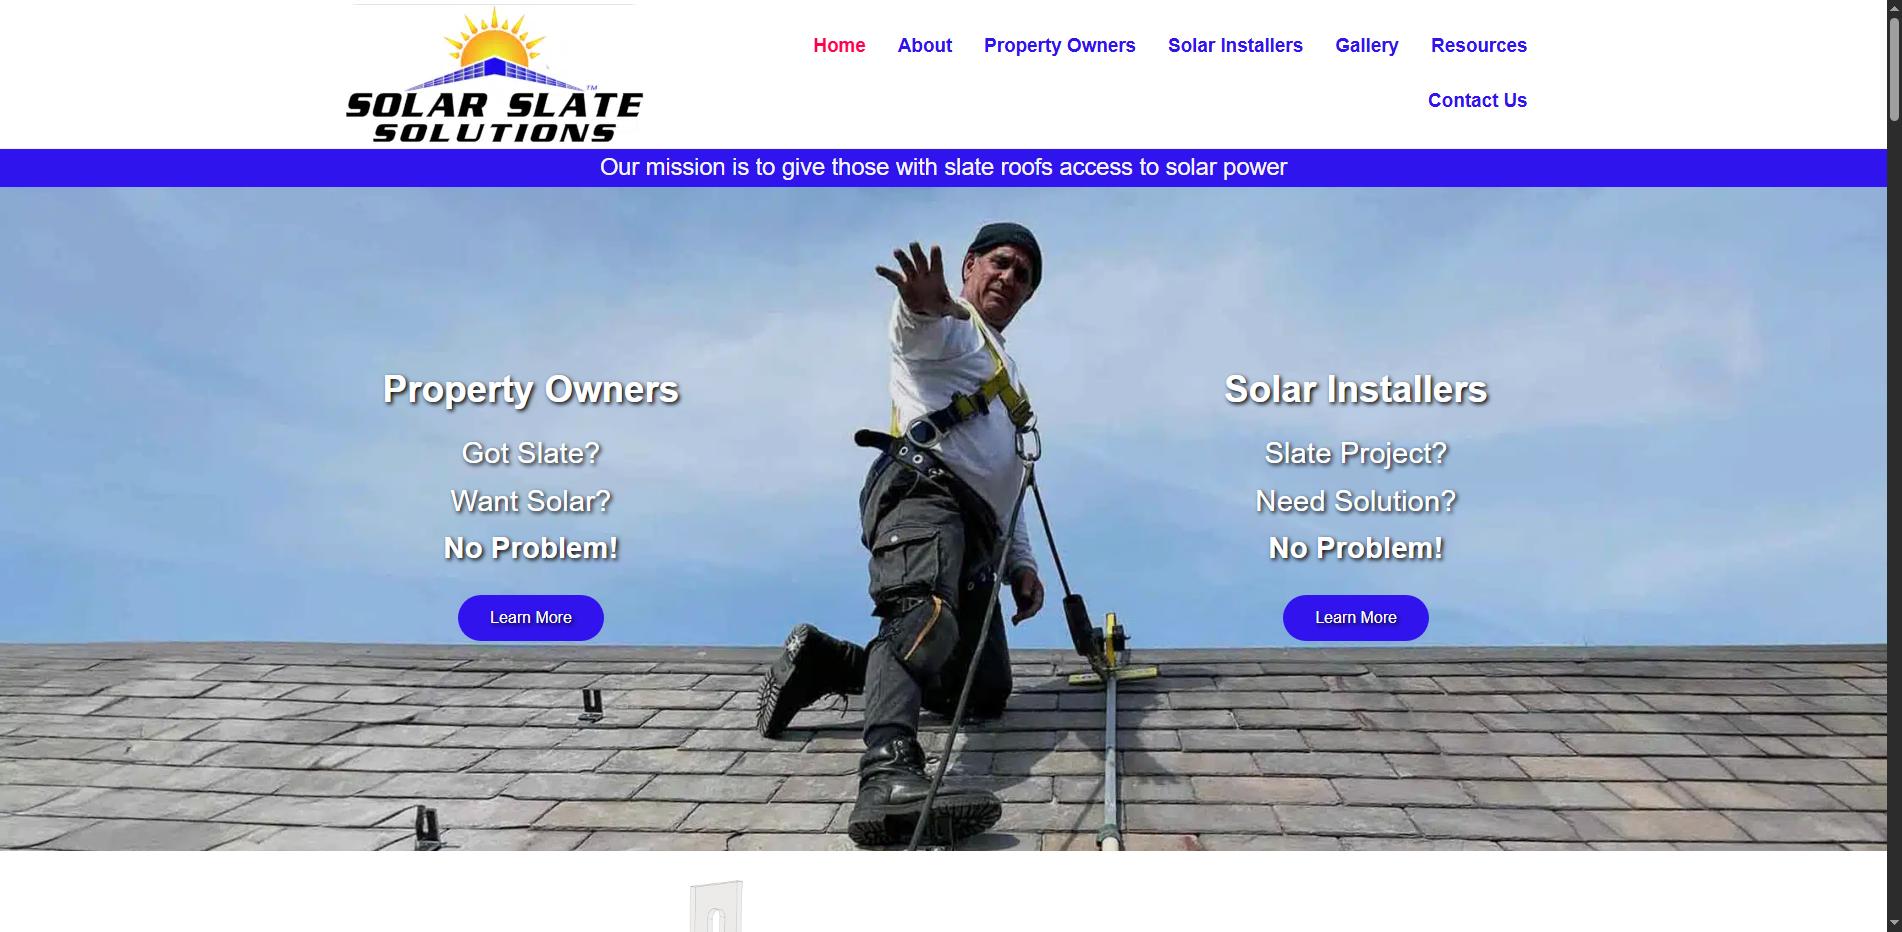 SOLAR SLATE
SOLUTIONS
TM
Home
About
Property Owners
Solar Installers
Gallery
Resources
Contact Us
Our mission is to give those with slate roofs access to solar power
Property Owners
Got Slate?
Want Solar?
No Problem!
Learn More
Solar Installers
Slate Project?
Need Solution?
No Problem!
Learn More